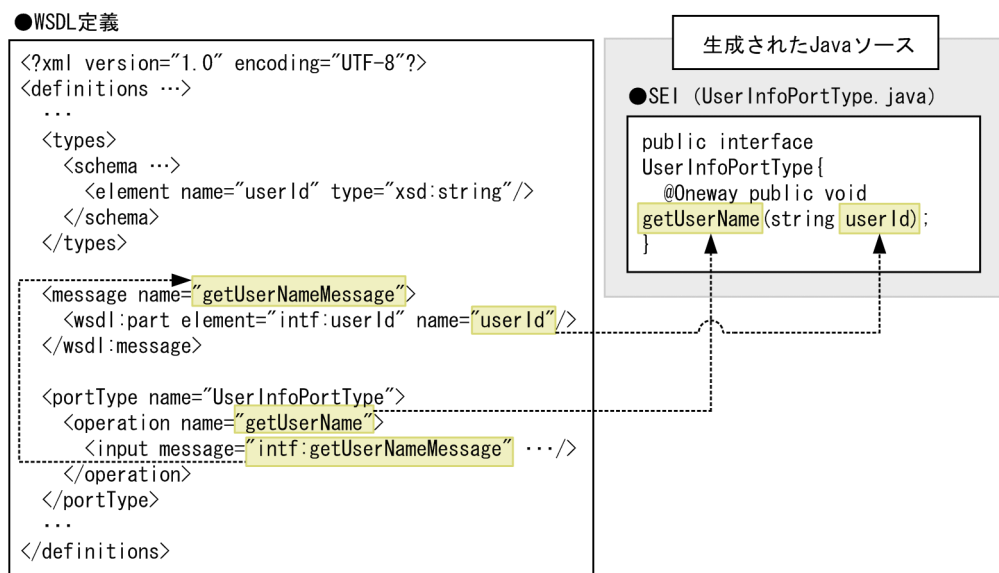 ●WSDL定義
<?xml version="1.0" encoding="UTF-8"?>
<definitions …>
...
<types>
<schema …>
<element name="userId" type="xsd:string"/>
</schema>
</types>
<message name="getUserNameMessage">
<wsdl:part element="intf:userId" name="userId"/>
</wsdl:message>
<portType name="UserInfoPortType">
<operation name="getUserName">
<input message="intf:getUserNameMessage" …/>
</operation>
</portType>
...
</definitions>
生成されたJavaソース
●SEI (UserInfoPortType.java)
public interface
UserInfoPortType{
@Oneway public void
getUserName(string userId);
}